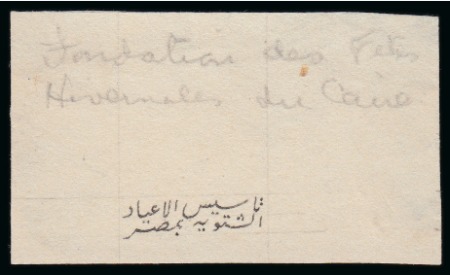 Fondation des Fêtes
Hivernales du Caire
تاسيس الاعياد
الشتويه بمصر